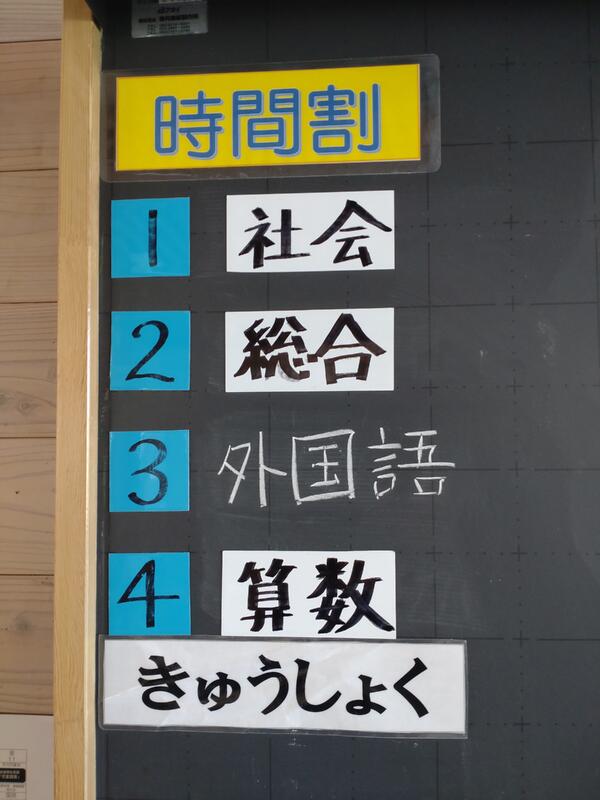 時間割
1 社会
2 総合
3 外国語
4 算数
きゅうしょく